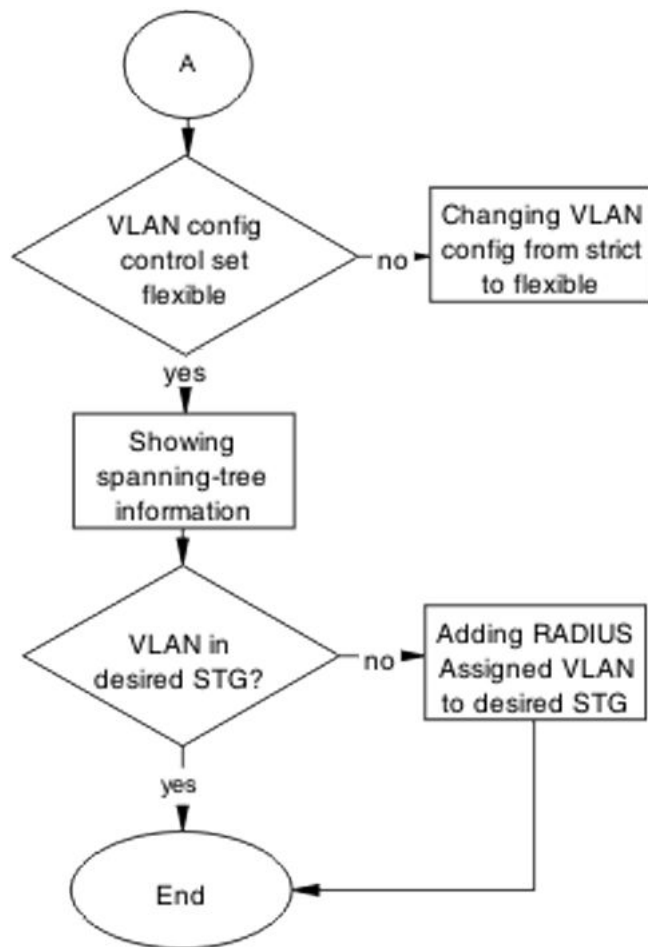 A
VLAN config
control set
flexible
no
Changing VLAN
config from strict
to flexible
yes
Showing
spanning-tree
information
VLAN in
desired STG?
no
Adding RADIUS
Assigned VLAN
to desired STG
yes
End